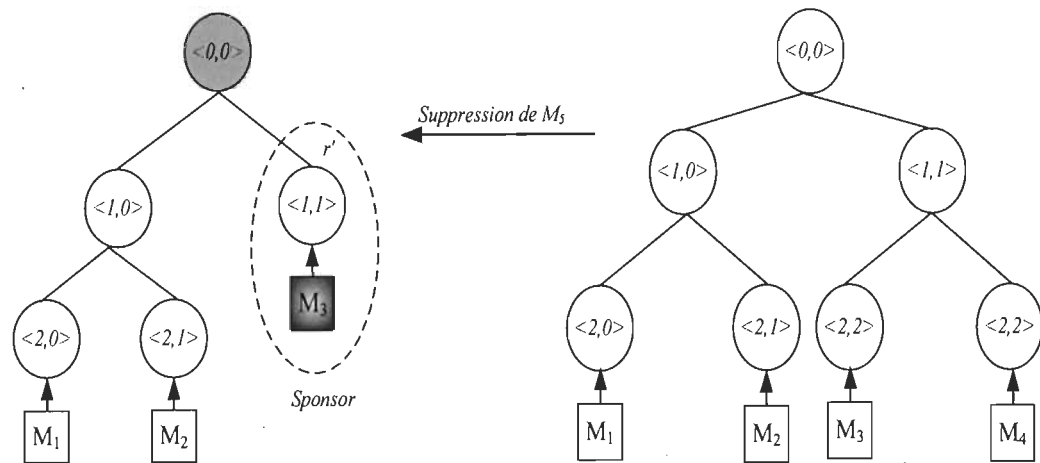 <0,0>
<0,0>
Suppression de M5
r'
<1,0>
<1,1>
<1,0>
<1,1>
M3
<2,0>
<2,1>
<2,0>
<2,1>
<2,2>
<2,2>
Sponsor
M1
M2
M1
M2
M3
M4